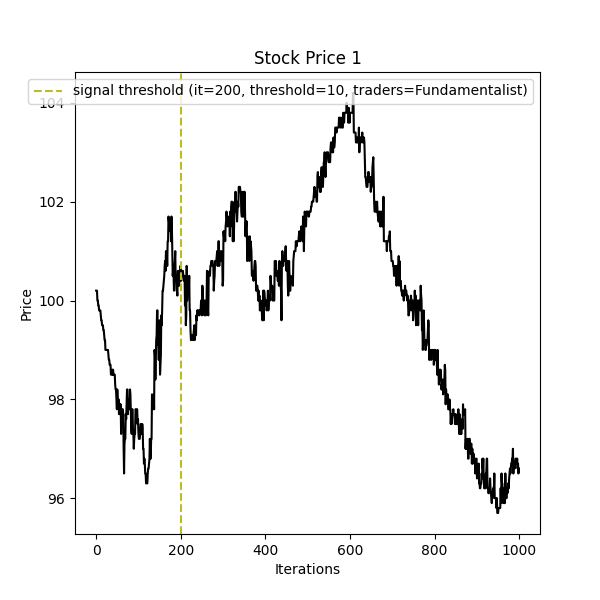 Stock Price 1
signal threshold (it=200, threshold=10, traders=Fundamentalist)
104
102
100
98
96
Price
0 200 400 600 800 1000
Iterations